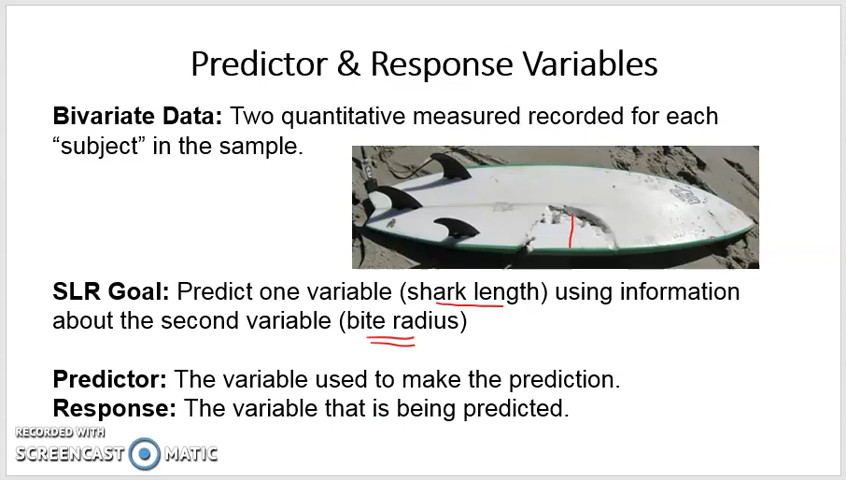 Predictor & Response Variables
Bivariate Data: Two quantitative measured recorded for each
“subject” in the sample.
SLR Goal: Predict one variable (shark length) using information
about the second variable (bite radius)
Predictor: The variable used to make the prediction.
Response: The variable that is being predicted.
RECORDED WITH
SCREENCAST MATIC